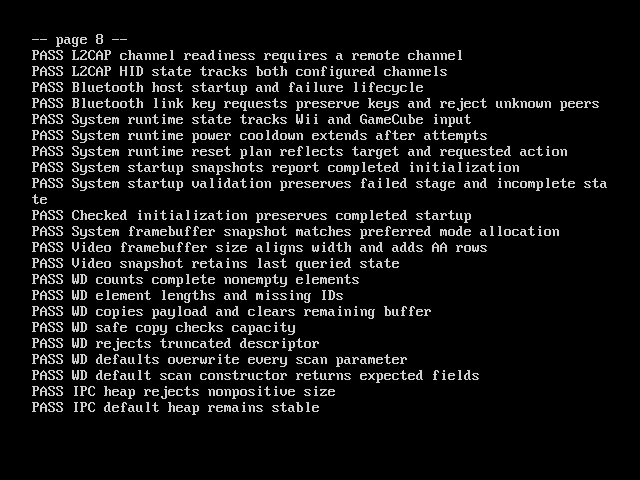 -- page 8 --
PASS L2CAP channel readiness requires a remote channel
PASS L2CAP HID state tracks both configured channels
PASS Bluetooth host startup and failure lifecycle
PASS Bluetooth link key requests preserve keys and reject unknown peers
PASS System runtime state tracks Wii and GameCube input
PASS System runtime power cooldown extends after attempts
PASS System runtime reset plan reflects target and requested action
PASS System startup snapshots report completed initialization
PASS System startup validation preserves failed stage and incomplete sta
te
PASS Checked initialization preserves completed startup
PASS System framebuffer snapshot matches preferred mode allocation
PASS Video framebuffer size aligns width and adds AA rows
PASS Video snapshot retains last queried state
PASS WD counts complete nonempty elements
PASS WD element lengths and missing IDs
PASS WD copies payload and clears remaining buffer
PASS WD safe copy checks capacity
PASS WD rejects truncated descriptor
PASS WD defaults overwrite every scan parameter
PASS WD default scan constructor returns expected fields
PASS IPC heap rejects nonpositive size
PASS IPC default heap remains stable